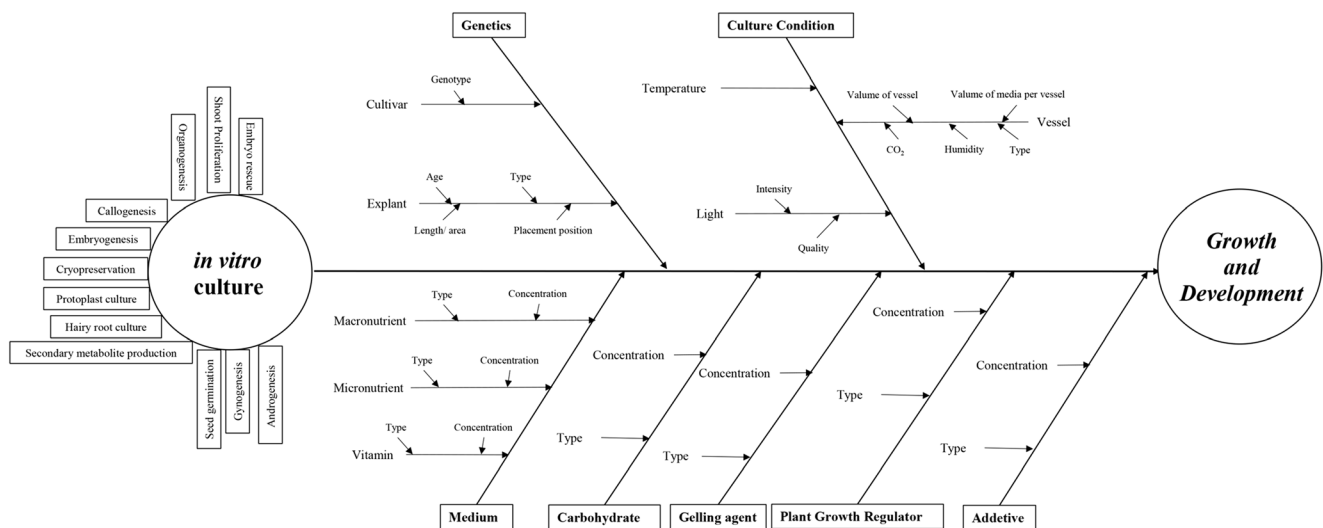 Genetics
Culture Condition
Genotype
Cultivar
Temperature
Valume of vessel
Valume of media per vessel
Vessel
CO₂
Humidity
Type
Age
Type
Explant
Length/ area
Placement position
Intensity
Light
Quality
Organogenesis
Shoot Proliferation
Embryo rescue
Callogenesis
Embryogenesis
Cryopreservation
Protoplast culture
Hairy root culture
Secondary metabolite production
Seed germination
Gynogenesis
Androgenesis
in vitro
culture
Growth
and
Development
Type
Concentration
Macronutrient
Type
Concentration
Micronutrient
Type
Concentration
Vitamin
Concentration
Type
Concentration
Type
Concentration
Type
Concentration
Type
Medium
Carbohydrate
Gelling agent
Plant Growth Regulator
Addetive